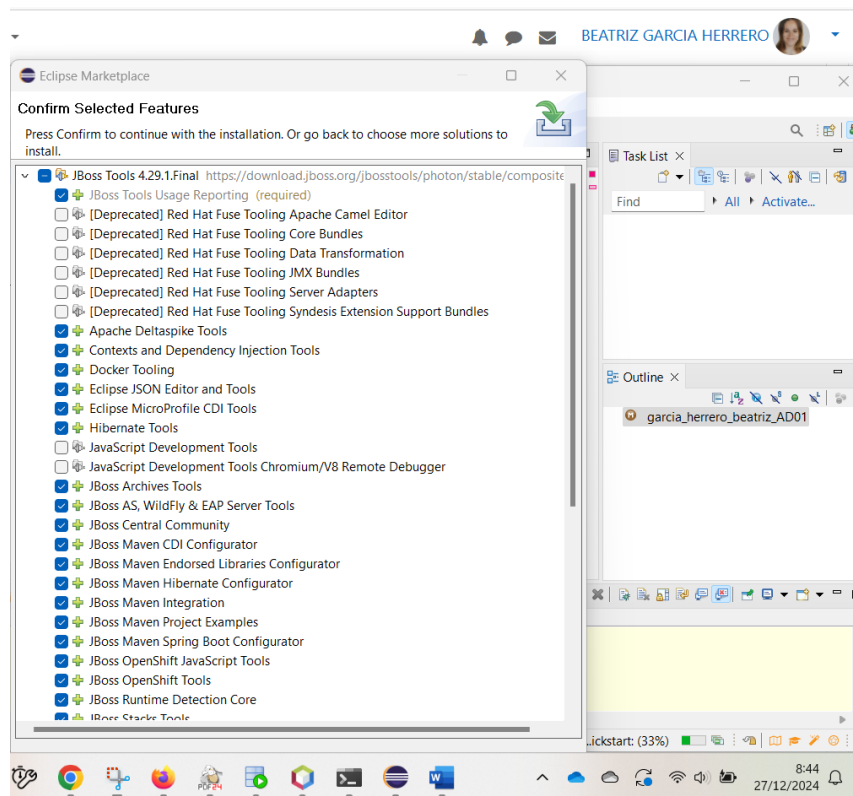 BEATRIZ GARCIA HERRERO
Eclipse Marketplace
Confirm Selected Features
Press Confirm to continue with the installation. Or go back to choose more solutions to
install.
JBoss Tools 4.29.1.Final https://download.jboss.org/jbosstools/photon/stable/composite
JBoss Tools Usage Reporting (required)
[Deprecated] Red Hat Fuse Tooling Apache Camel Editor
[Deprecated] Red Hat Fuse Tooling Core Bundles
[Deprecated] Red Hat Fuse Tooling Data Transformation
[Deprecated] Red Hat Fuse Tooling JMX Bundles
[Deprecated] Red Hat Fuse Tooling Server Adapters
[Deprecated] Red Hat Fuse Tooling Syndesis Extension Support Bundles
Apache Deltaspike Tools
Contexts and Dependency Injection Tools
Docker Tooling
Eclipse JSON Editor and Tools
Eclipse MicroProfile CDI Tools
Hibernate Tools
JavaScript Development Tools
JavaScript Development Tools Chromium/V8 Remote Debugger
JBoss Archives Tools
JBoss AS, WildFly & EAP Server Tools
JBoss Central Community
JBoss Maven CDI Configurator
JBoss Maven Endorsed Libraries Configurator
JBoss Maven Hibernate Configurator
JBoss Maven Integration
JBoss Maven Project Examples
JBoss Maven Spring Boot Configurator
JBoss OpenShift JavaScript Tools
JBoss OpenShift Tools
JBoss Runtime Detection Core
JBoss Stacks Tools
Task List
Find All Activate...
Outline
garcia_herrero_beatriz_AD01
..ickstart: (33%)
PDF24
W
8:44
27/12/2024